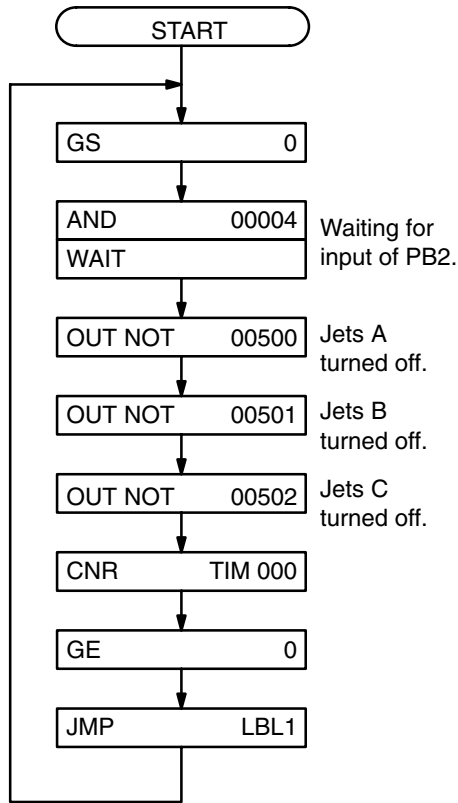 START
GS 0
AND 00004
WAIT
Waiting for
input of PB2.
OUT NOT 00500
Jets A
turned off.
OUT NOT 00501
Jets B
turned off.
OUT NOT 00502
Jets C
turned off.
CNR TIM 000
GE 0
JMP LBL1